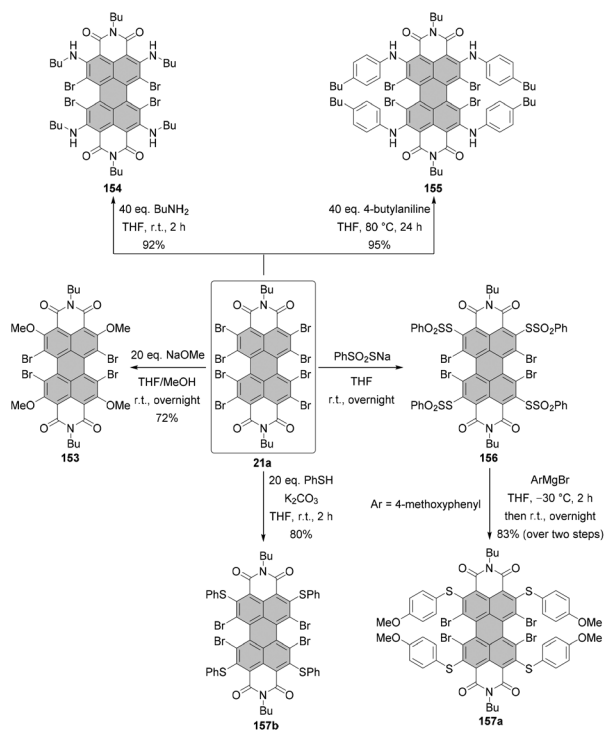 Bu
Bu
O N O
O N O
H H
N N
H H
N N
Bu Bu
Br Br
Br Br
Bu Bu
Bu Bu
Br Br
Br Br
Bu Bu
N N
H H
N N
H H
O N O
O N O
Bu
Bu
154
155
40 eq. BuNH2
THF, r.t., 2 h
92%
40 eq. 4-butylaniline
THF, 80 °C, 24 h
95%
Bu
Bu
Bu
O N O
O N O
O N O
MeO OMe
Br Br
PhO2SS SSO2Ph
Br Br
Br Br
Br Br
20 eq. NaOMe
THF/MeOH
r.t., overnight
72%
PhSO2SNa
THF
r.t., overnight
Br Br
Br Br
Br Br
MeO OMe
Br Br
PhO2SS SSO2Ph
O N O
O N O
O N O
Bu
Bu
Bu
153
21a
156
20 eq. PhSH
K2CO3
THF, r.t., 2 h
80%
Ar = 4-methoxyphenyl
ArMgBr
THF, −30 °C, 2 h
then r.t., overnight
83% (over two steps)
Bu
Bu
O N O
O N O
PhS SPh
S S
Br Br
MeO Br Br OMe
Br Br
MeO Br Br OMe
PhS SPh
S S
O N O
O N O
Bu
Bu
157b
157a